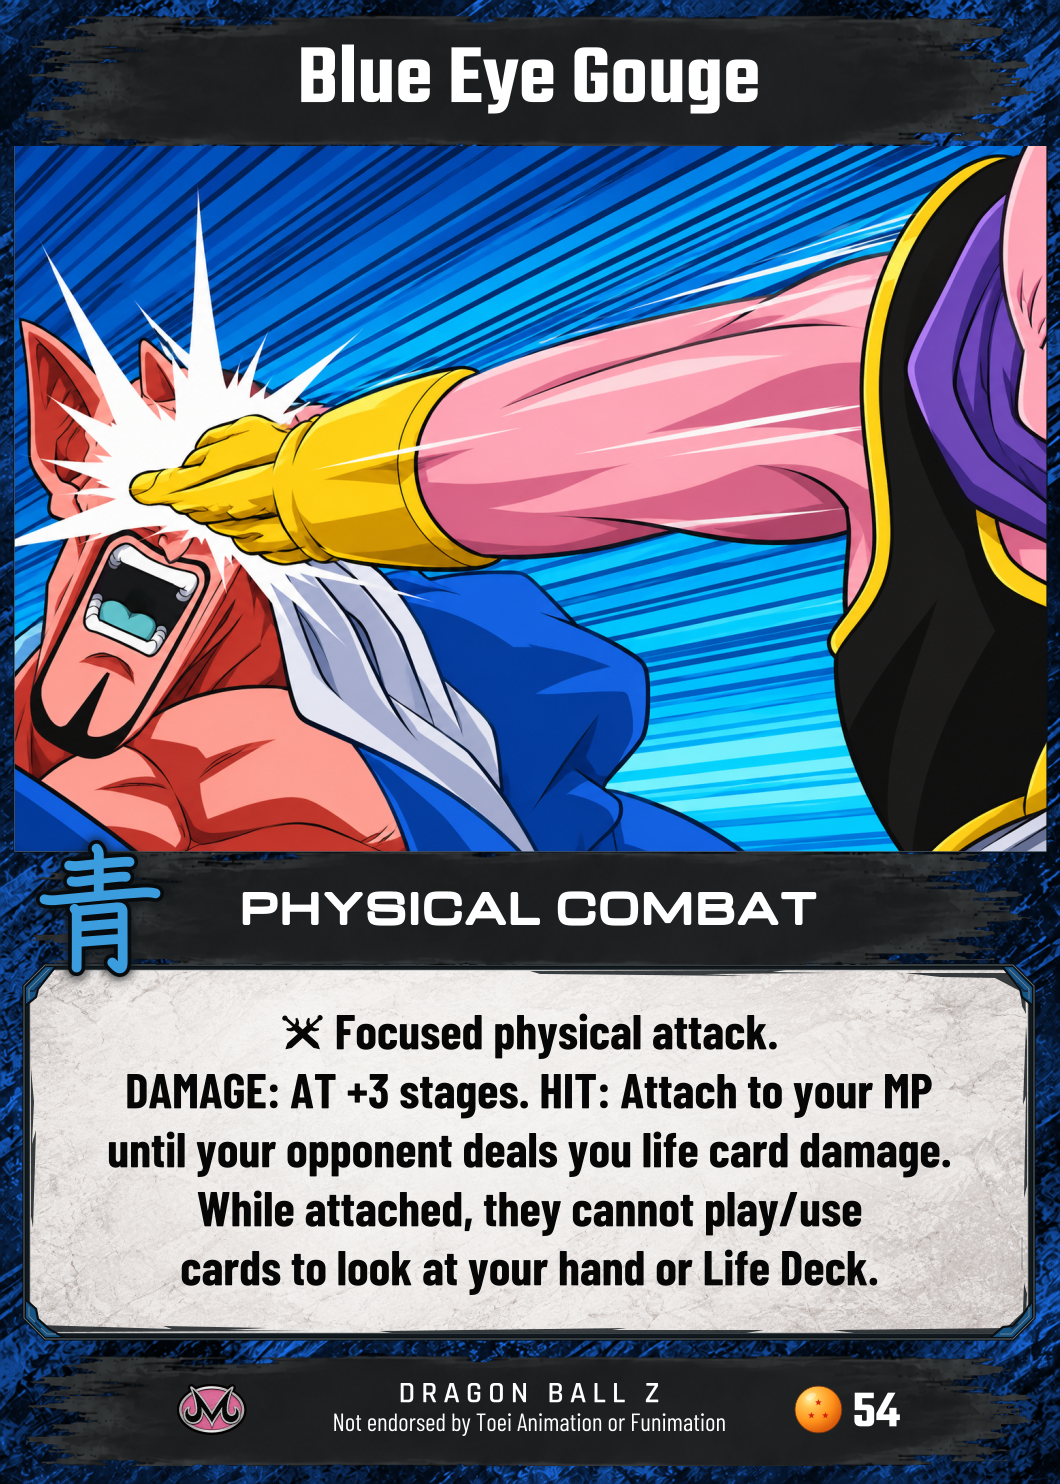 Blue Eye Gouge
青
PHYSICAL COMBAT
Focused physical attack.
DAMAGE: AT +3 stages. HIT: Attach to your MP
until your opponent deals you life card damage.
While attached, they cannot play/use
cards to look at your hand or Life Deck.
M
DRAGON BALL Z
Not endorsed by Toei Animation or Funimation
54